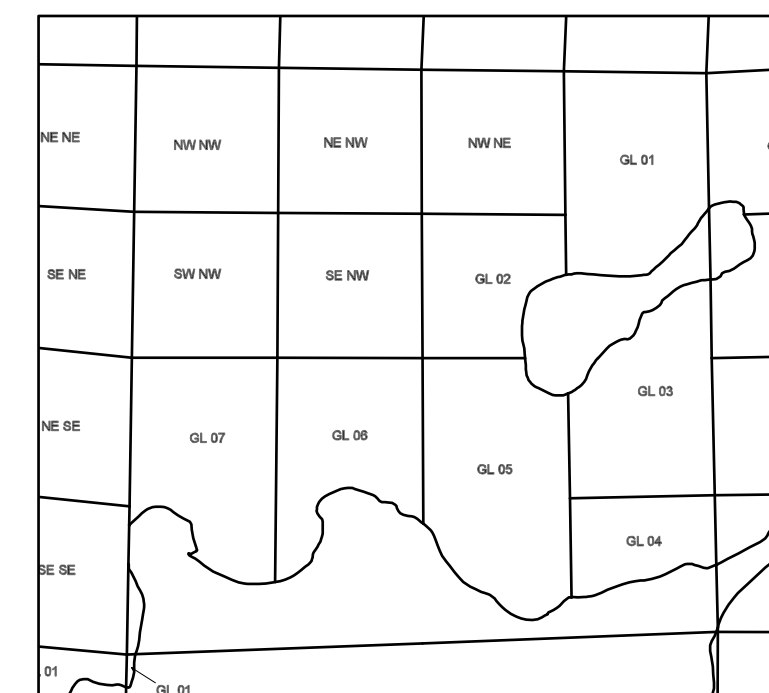 NE NE
NW NW
NE NW
NW NE
GL 01
SE NE
SW NW
SE NW
GL 02
GL 03
NE SE
GL 07
GL 06
GL 05
SE SE
GL 04
01
GL 01